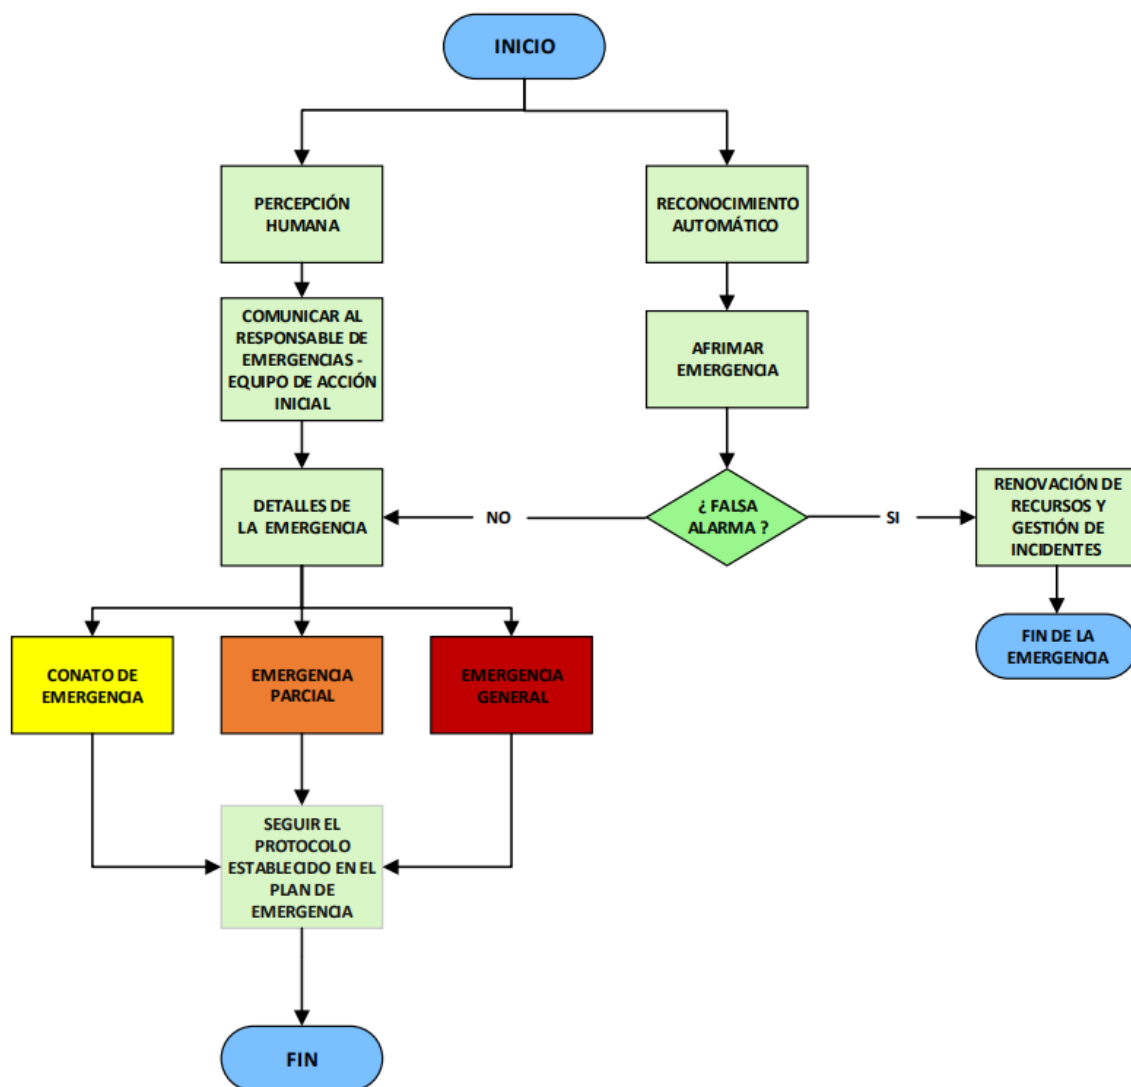 INICIO
PERCEPCIÓN
HUMANA
RECONOCIMIENTO
AUTOMÁTICO
COMUNICAR AL
RESPONSABLE DE
EMERGENCIAS -
EQUIPO DE ACCIÓN
INICIAL
AFRIMAR
EMERGENCIA
DETALLES DE
LA EMERGENCIA
NO
¿ FALSA
ALARMA ?
SI
RENOVACIÓN DE
RECURSOS Y
GESTIÓN DE
INCIDENTES
CONATO DE
EMERGENCIA
EMERGENCIA
PARCIAL
EMERGENCIA
GENERAL
FIN DE LA
EMERGENCIA
SEGUIR EL
PROTOCOLO
ESTABLECIDO EN EL
PLAN DE
EMERGENCIA
FIN